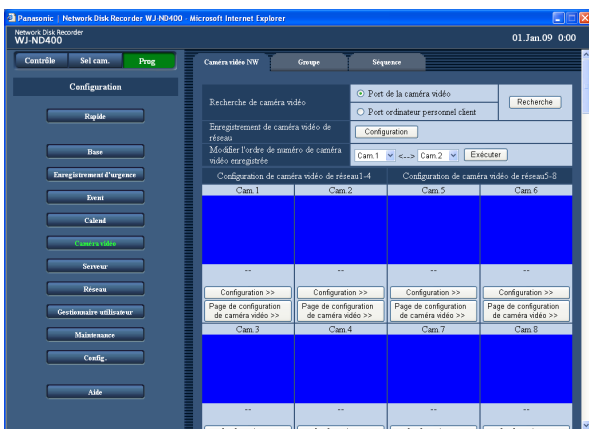 Panasonic | Network Disk Recorder WJ-ND400 - Microsoft Internet Explorer
Network Disk Recorder
WJ-ND400
01.Jan.09 0:00
Contrôle Sel cam. Prog
Configuration
Rapide
Base
Enregistrement d'urgence
Event
Calend
Caméra vidéo
Serveur
Réseau
Gestionnaire utilisateur
Maintenance
Config.
Aide
Caméra vidéo NW Groupe Séquence
Recherche de caméra vidéo
Port de la caméra vidéo
Port ordinateur personnel client
Recherche
Enregistrement de caméra vidéo de
réseau
Configuration
Modifier l'ordre de numéro de caméra
vidéo enregistrée
Cam.1 <--> Cam.2 Exécuter
Configuration de caméra vidéo de réseau1-4 Configuration de caméra vidéo de réseau5-8
Cam.1 Cam.2 Cam.5 Cam.6
-- -- -- --
Configuration >> Configuration >> Configuration >> Configuration >>
Page de configuration Page de configuration Page de configuration Page de configuration
de caméra vidéo >> de caméra vidéo >> de caméra vidéo >> de caméra vidéo >>
Cam.3 Cam.4 Cam.7 Cam.8
-- -- -- --